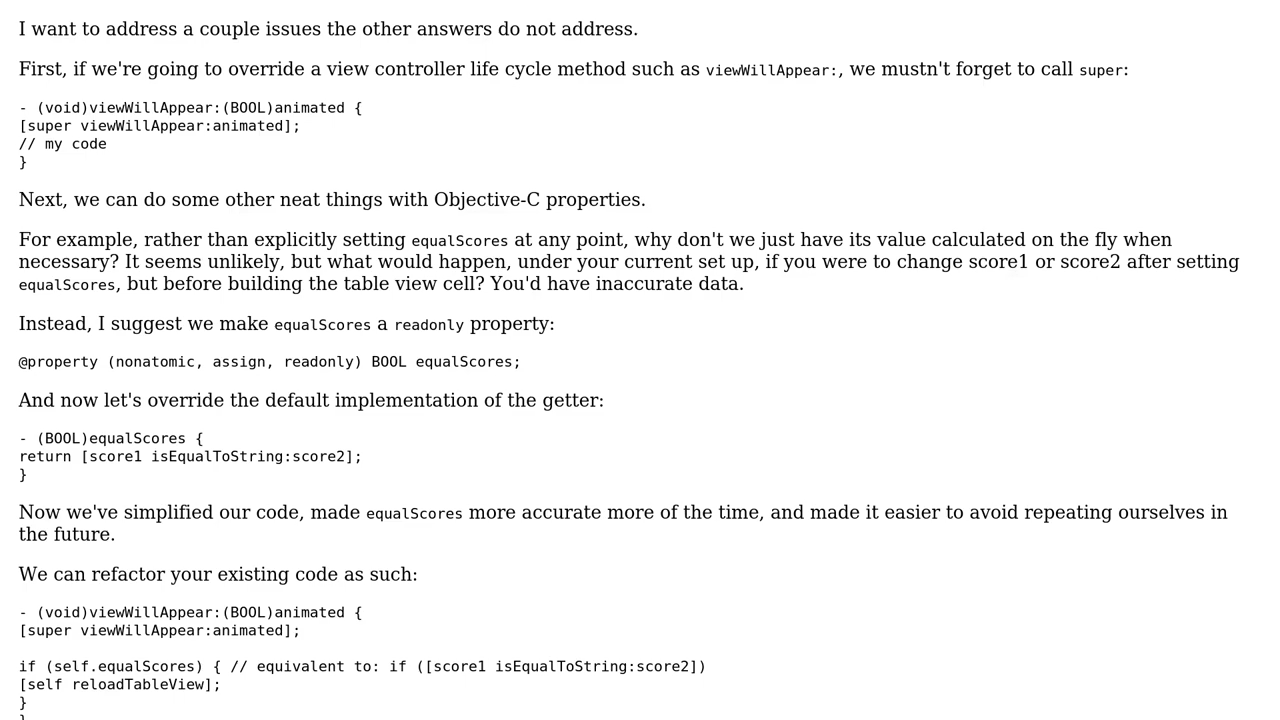 I want to address a couple issues the other answers do not address.
First, if we're going to override a view controller life cycle method such as viewWillAppear:, we mustn't forget to call super:
- (void)viewWillAppear:(BOOL)animated {
[super viewWillAppear:animated];
// my code
}
Next, we can do some other neat things with Objective-C properties.
For example, rather than explicitly setting equalScores at any point, why don't we just have its value calculated on the fly when
necessary? It seems unlikely, but what would happen, under your current set up, if you were to change score1 or score2 after setting
equalScores, but before building the table view cell? You'd have inaccurate data.
Instead, I suggest we make equalScores a readonly property:
@property (nonatomic, assign, readonly) BOOL equalScores;
And now let's override the default implementation of the getter:
- (BOOL)equalScores {
return [score1 isEqualToString:score2];
}
Now we've simplified our code, made equalScores more accurate more of the time, and made it easier to avoid repeating ourselves in
the future.
We can refactor your existing code as such:
- (void)viewWillAppear:(BOOL)animated {
[super viewWillAppear:animated];
if (self.equalScores) { // equivalent to: if ([score1 isEqualToString:score2])
[self reloadTableView];
}
}